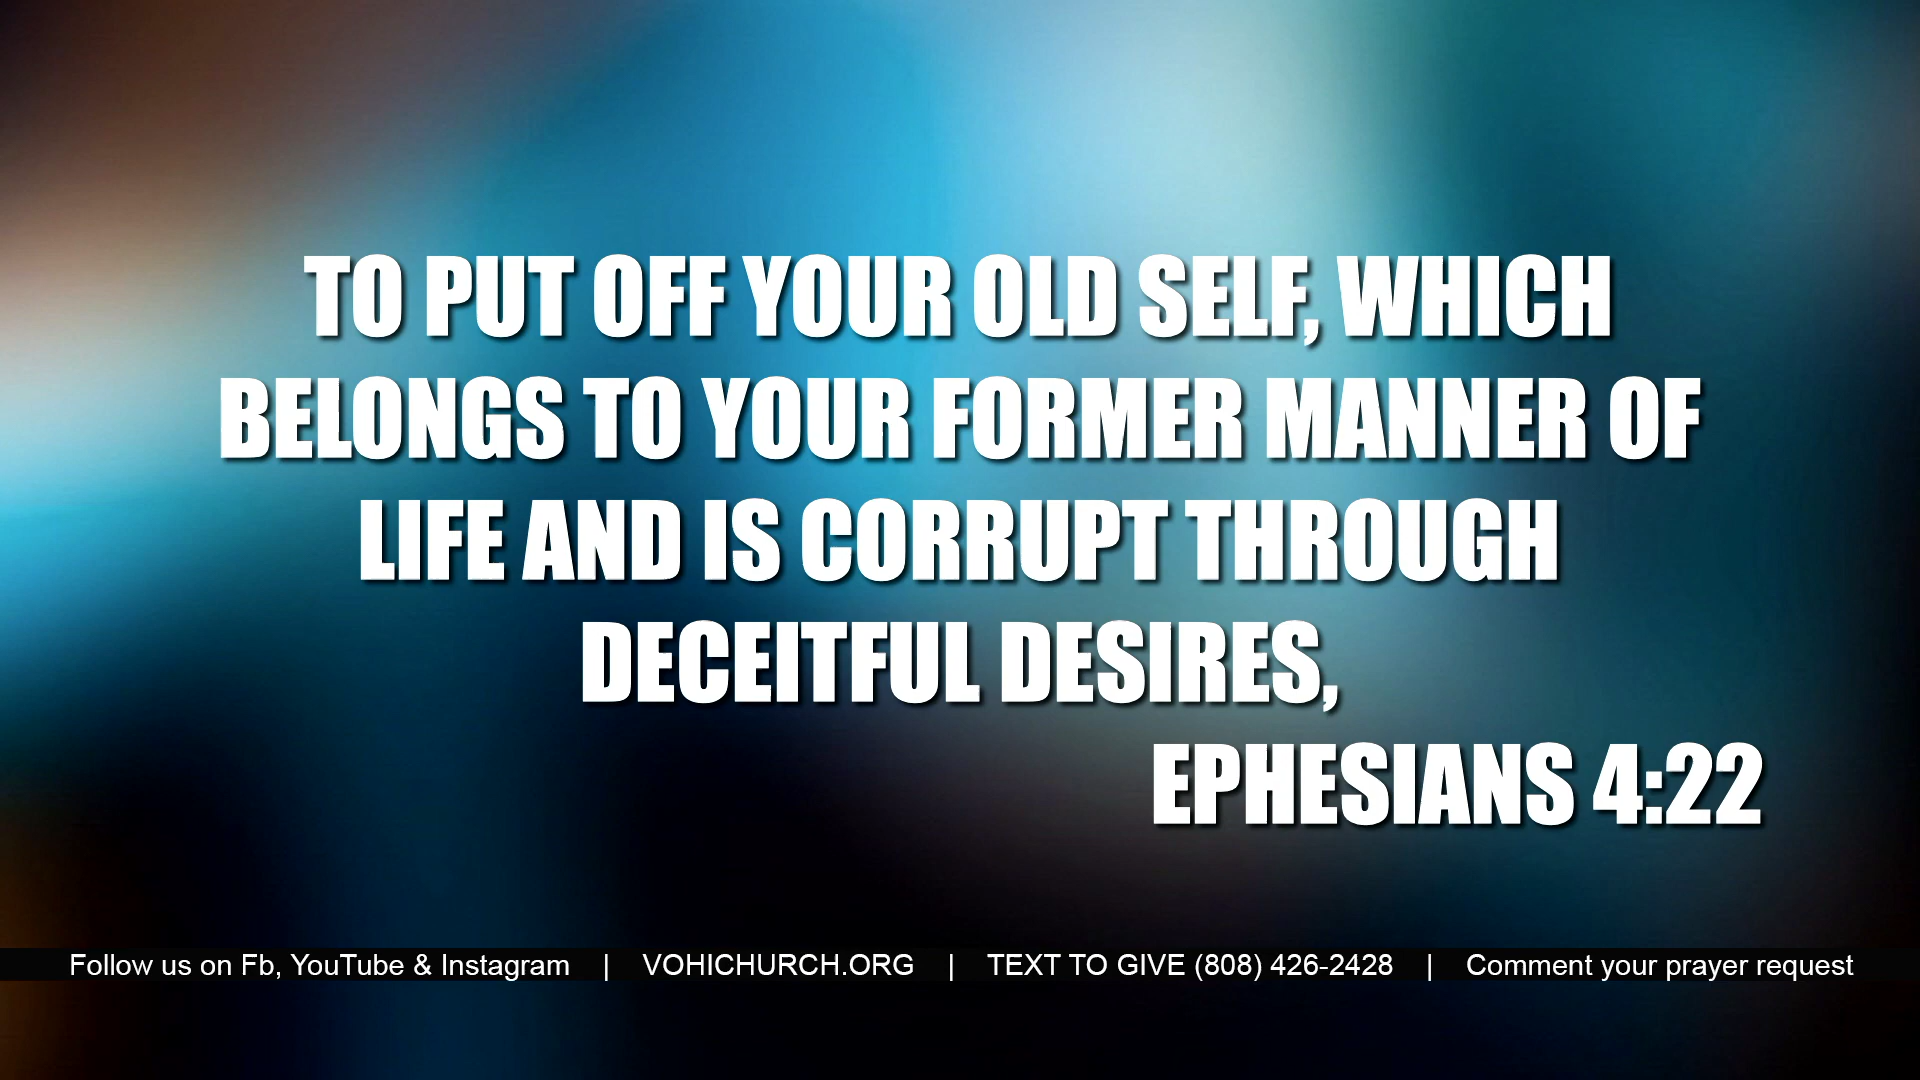 TO PUT OFF YOUR OLD SELF, WHICH
BELONGS TO YOUR FORMER MANNER OF
LIFE AND IS CORRUPT THROUGH
DECEITFUL DESIRES,
EPHESIANS 4:22
Follow us on Fb, YouTube & Instagram | VOHICHURCH.ORG | TEXT TO GIVE (808) 426-2428 | Comment your prayer request